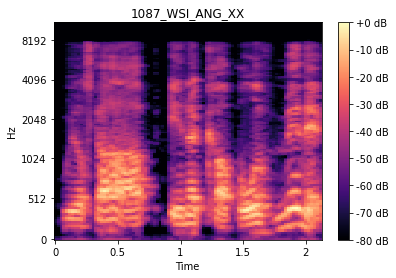 1087_WSI_ANG_XX
+0 dB
8192
-10 dB
4096
-20 dB
-30 dB
2048
-40 dB
Hz
1024
-50 dB
512
-60 dB
-70 dB
0
-80 dB
0 0.5 1 1.5 2
Time